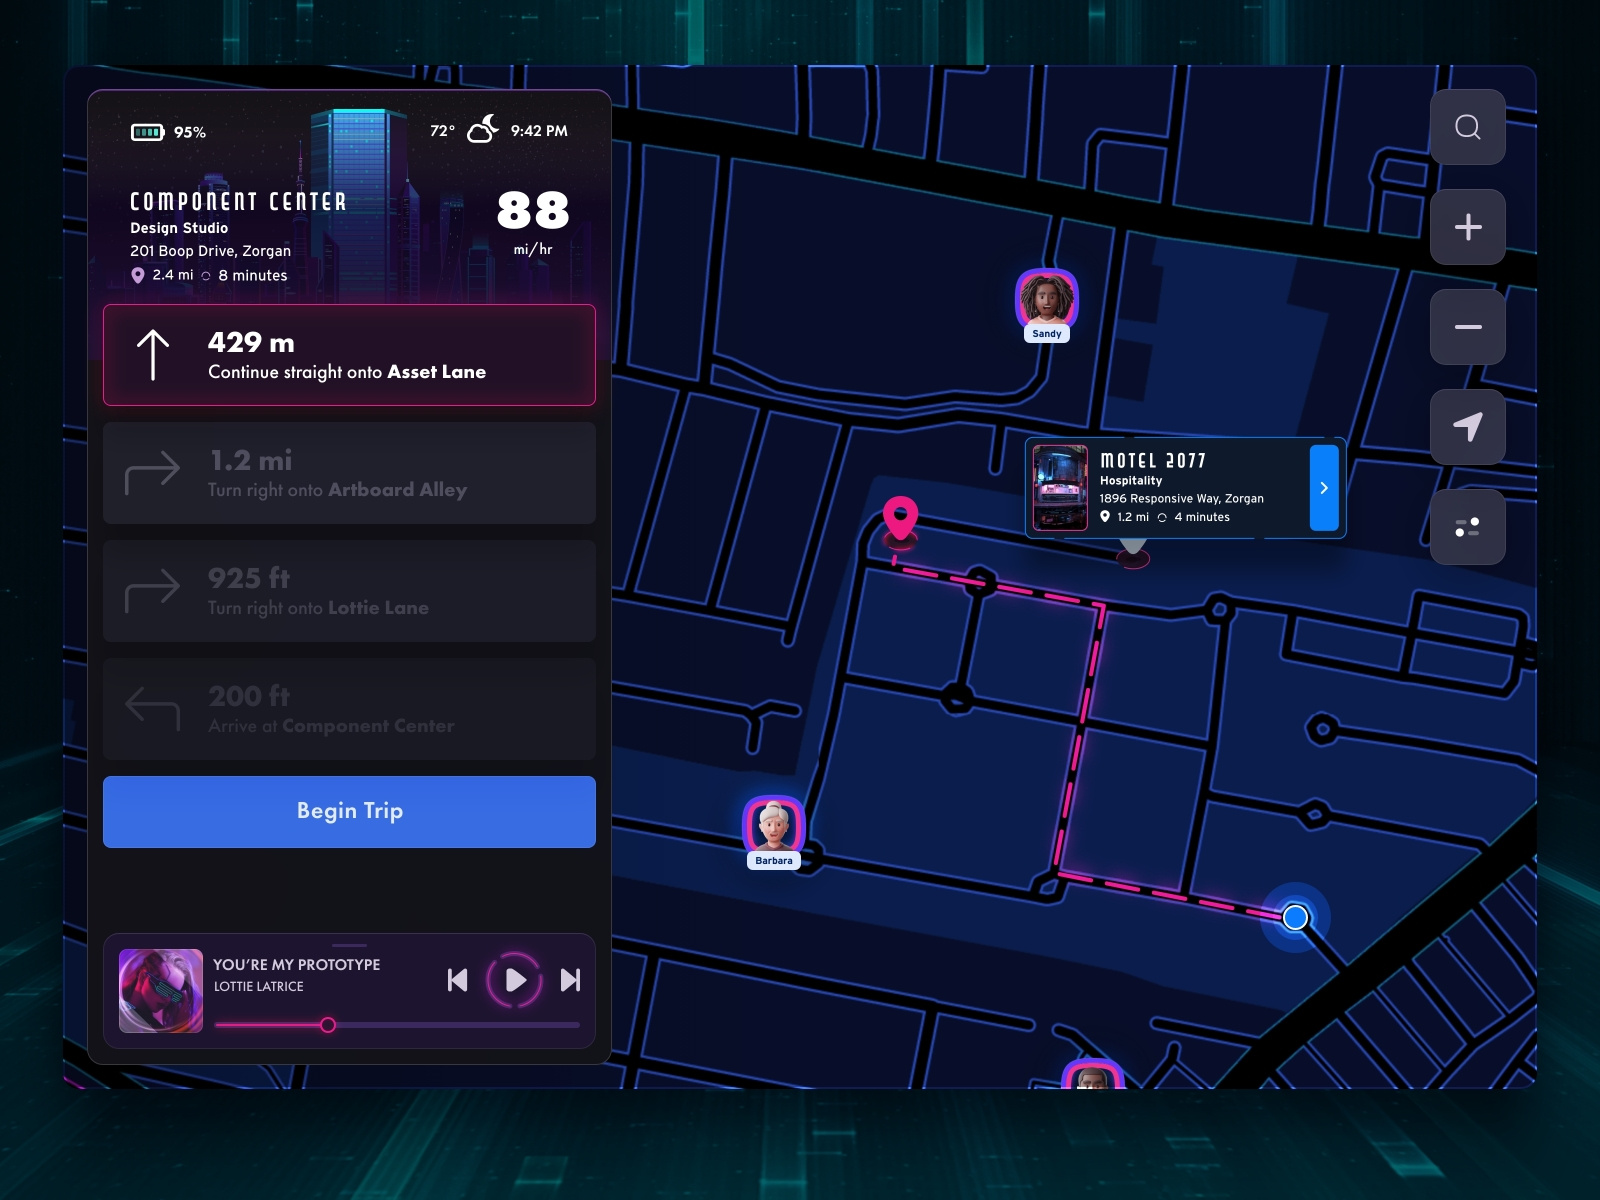 95%
72°
9:42 PM
COMPONENT CENTER
Design Studio
201 Boop Drive, Zorgan
2.4 mi
8 minutes
88
mi/hr
429 m
Continue straight onto Asset Lane
1.2 mi
Turn right onto Artboard Alley
925 ft
Turn right onto Lottie Lane
200 ft
Arrive at Component Center
Begin Trip
YOU'RE MY PROTOTYPE
LOTTIE LATRICE
Sandy
MOTEL 2077
Hospitality
1896 Responsive Way, Zorgan
1.2 mi
4 minutes
Barbara